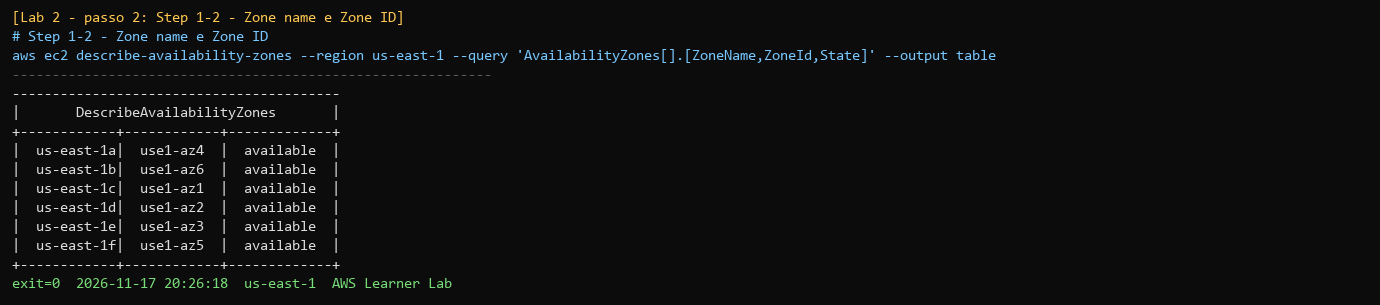 [Lab 2 - passo 2: Step 1-2 - Zone name e Zone ID]
# Step 1-2 - Zone name e Zone ID
aws ec2 describe-availability-zones --region us-east-1 --query 'AvailabilityZones[].[ZoneName,ZoneId,State]' --output table
------------------------------------------------------------
-----------------------------------------
|       DescribeAvailabilityZones       |
+------------+------------+-------------+
|  us-east-1a|  use1-az4  |  available  |
|  us-east-1b|  use1-az6  |  available  |
|  us-east-1c|  use1-az1  |  available  |
|  us-east-1d|  use1-az2  |  available  |
|  us-east-1e|  use1-az3  |  available  |
|  us-east-1f|  use1-az5  |  available  |
+------------+------------+-------------+
exit=0  2026-11-17 20:26:18  us-east-1  AWS Learner Lab